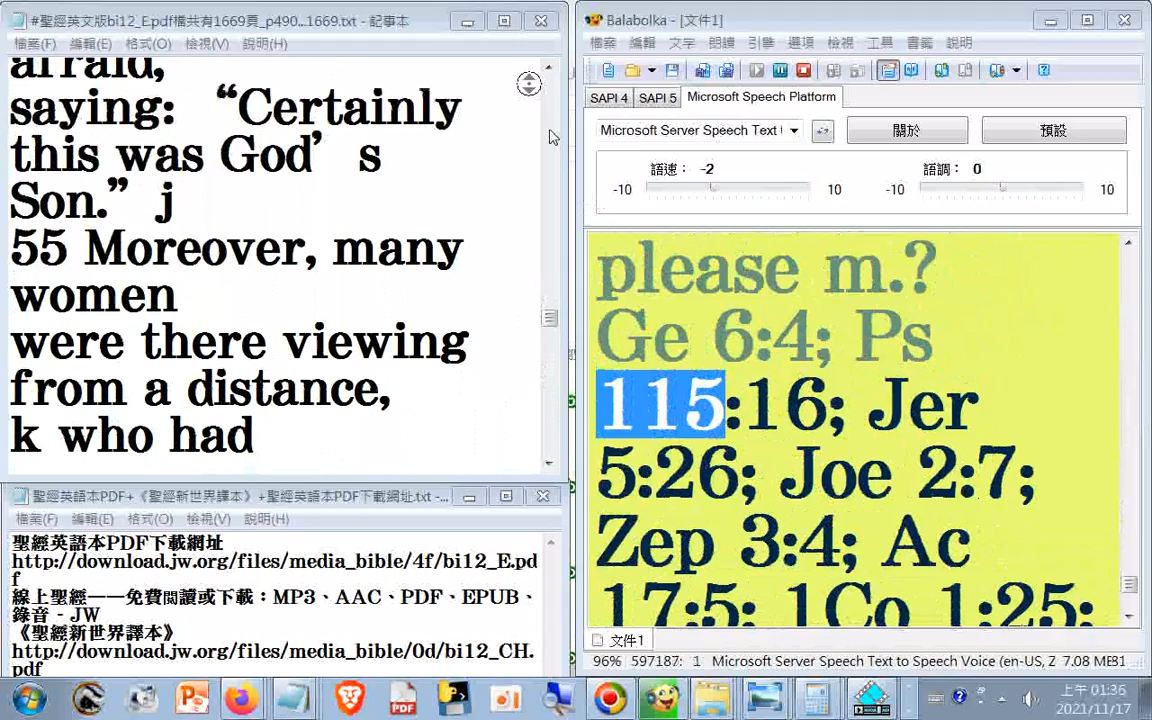 #聖經英文版bi12_E.pdf檔共有1669頁_p490...1669.txt - 記事本
檔案(F) 編輯(E) 格式(O) 檢視(V) 說明(H)
afraid,
saying: “Certainly
this was God’s
Son.” j
55 Moreover, many
women
were there viewing
from a distance,
k who had
聖經英語本PDF+《聖經新世界譯本》+聖經英語本PDF下載網址.txt -...
檔案(F) 編輯(E) 格式(O) 檢視(V) 說明(H)
聖經英語本PDF下載網址
http://download.jw.org/files/media_bible/4f/bi12_E.pd
f
線上聖經——免費閱讀或下載：MP3、AAC、PDF、EPUB、
錄音 - JW
《聖經新世界譯本》
http://download.jw.org/files/media_bible/0d/bi12_CH.
pdf
Balabolka - [文件1]
檔案 編輯 文字 朗讀 引擎 選項 檢視 工具 書籤 說明
SAPI 4 SAPI 5 Microsoft Speech Platform
Microsoft Server Speech Text 關於 預設
語速： -2 語調： 0
-10 10 -10 10
please m.?
Ge 6:4; Ps
115:16; Jer
5:26; Joe 2:7;
Zep 3:4; Ac
17:5; 1Co 1:25;
文件1
96% 597187: 1 Microsoft Server Speech Text to Speech Voice (en-US, Z 7.08 MB
上午 01:36
2021/11/17